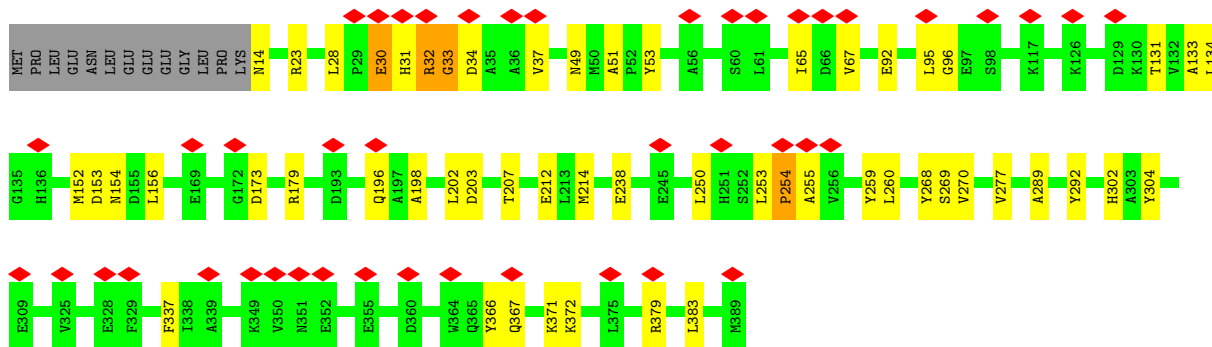 MET PRO LEU GLU ASN LEU GLU GLU GLU GLY LEU PRO LYS N14 R23 L28 P29 E30 H31 R32 G33 D34 A35 A36 V37 N49 M50 A51 P52 Y53 A56 S60 L61 I65 D66 V67 E92 L95 G96 E97 S98 K117 K126 D129 K130 T131 V132 A133 L134
G135 H136 M152 D153 N154 D155 L156 E169 G172 D173 R179 D193 Q196 A197 A198 L202 D203 T207 E212 L213 M214 E238 E245 L250 H251 S252 L253 P254 A255 V256 Y259 L260 Y268 S269 V270 V277 A289 Y292 H302 A303 Y304
E309 V325 E328 F329 F337 I338 A339 K349 V350 N351 E352 E355 D360 W364 Q365 Y366 Q367 K371 K372 L375 R379 L383 M389